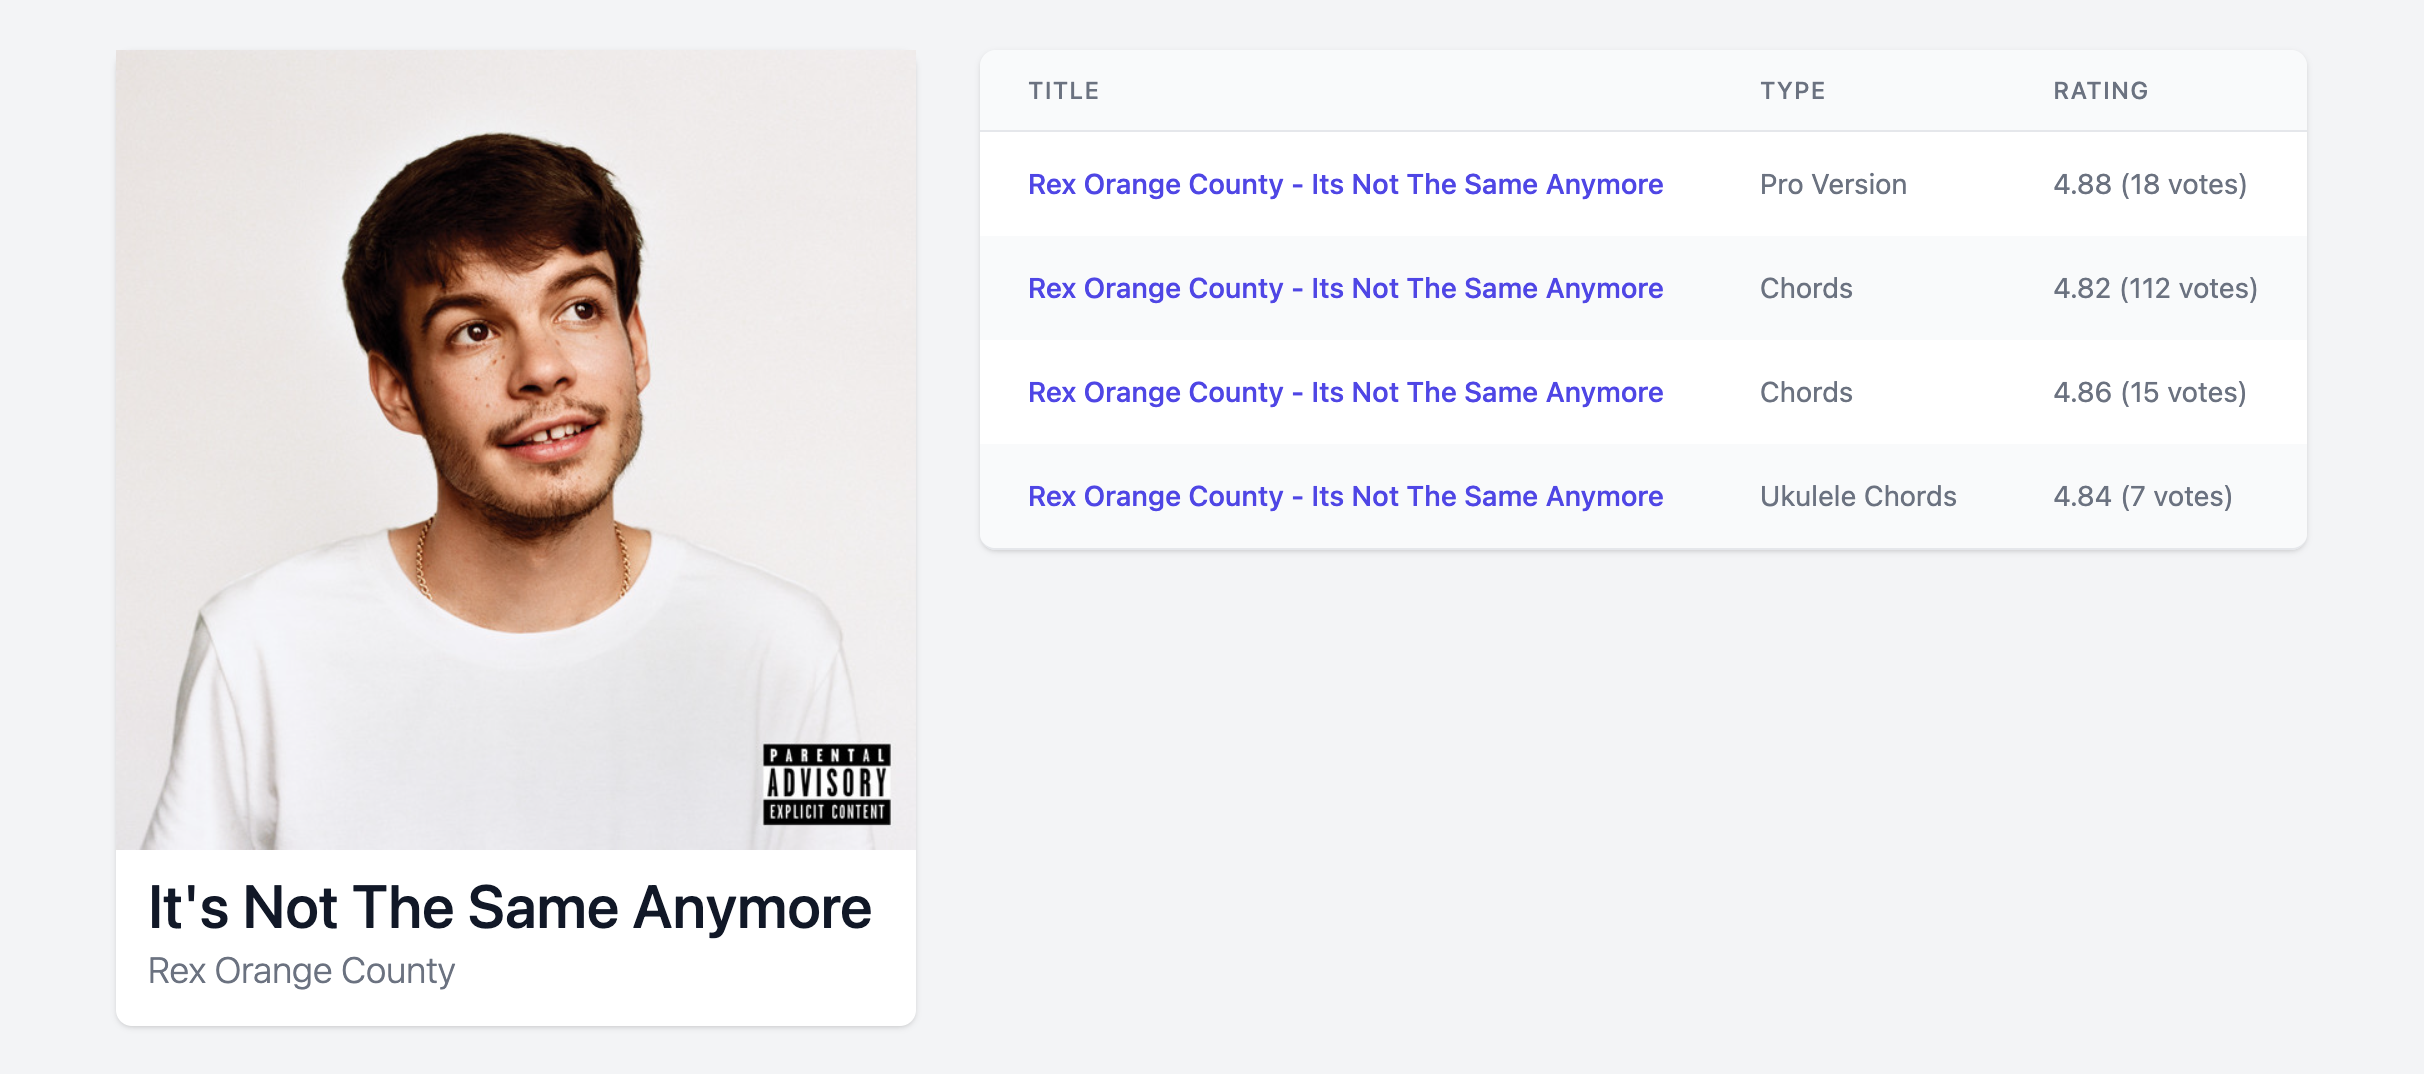 PARENTAL
ADVISORY
EXPLICIT CONTENT
It's Not The Same Anymore
Rex Orange County
TITLE TYPE RATING
Rex Orange County - Its Not The Same Anymore Pro Version 4.88 (18 votes)
Rex Orange County - Its Not The Same Anymore Chords 4.82 (112 votes)
Rex Orange County - Its Not The Same Anymore Chords 4.86 (15 votes)
Rex Orange County - Its Not The Same Anymore Ukulele Chords 4.84 (7 votes)